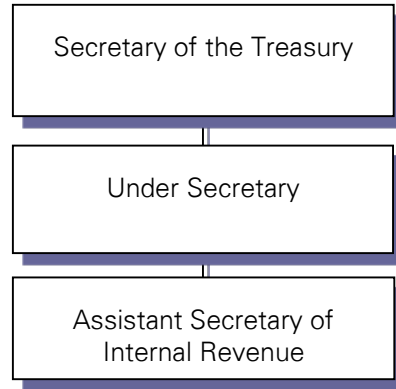 Secretary of the Treasury
Under Secretary
Assistant Secretary of
Internal Revenue